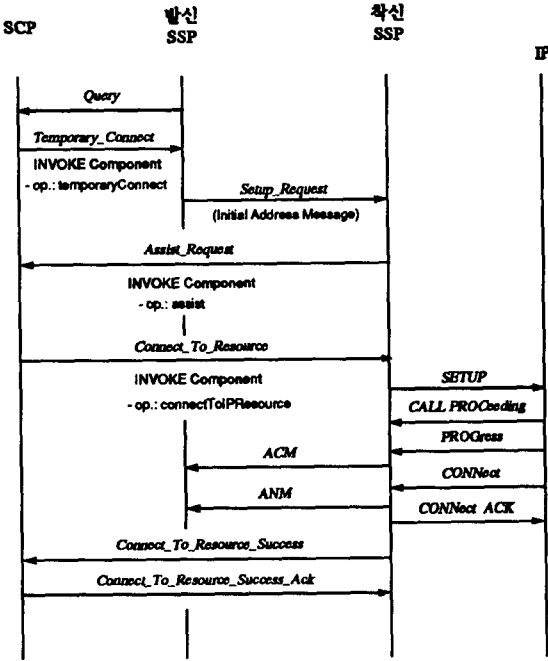 SCP
발신
SSP
착신
SSP
IP
Query
Temporary_Connect
INVOKE Component
- op.: temporaryConnect
Setup_Request
(Initial Address Message)
Assist_Request
INVOKE Component
- op.: assist
Connect_To_Resource
INVOKE Component
- op.: connectToIPResource
SETUP
CALL PROCeeding
PROGress
ACM
CONNect
ANM
CONNect ACK
Connect_To_Resource_Success
Connect_To_Resource_Success_Ack